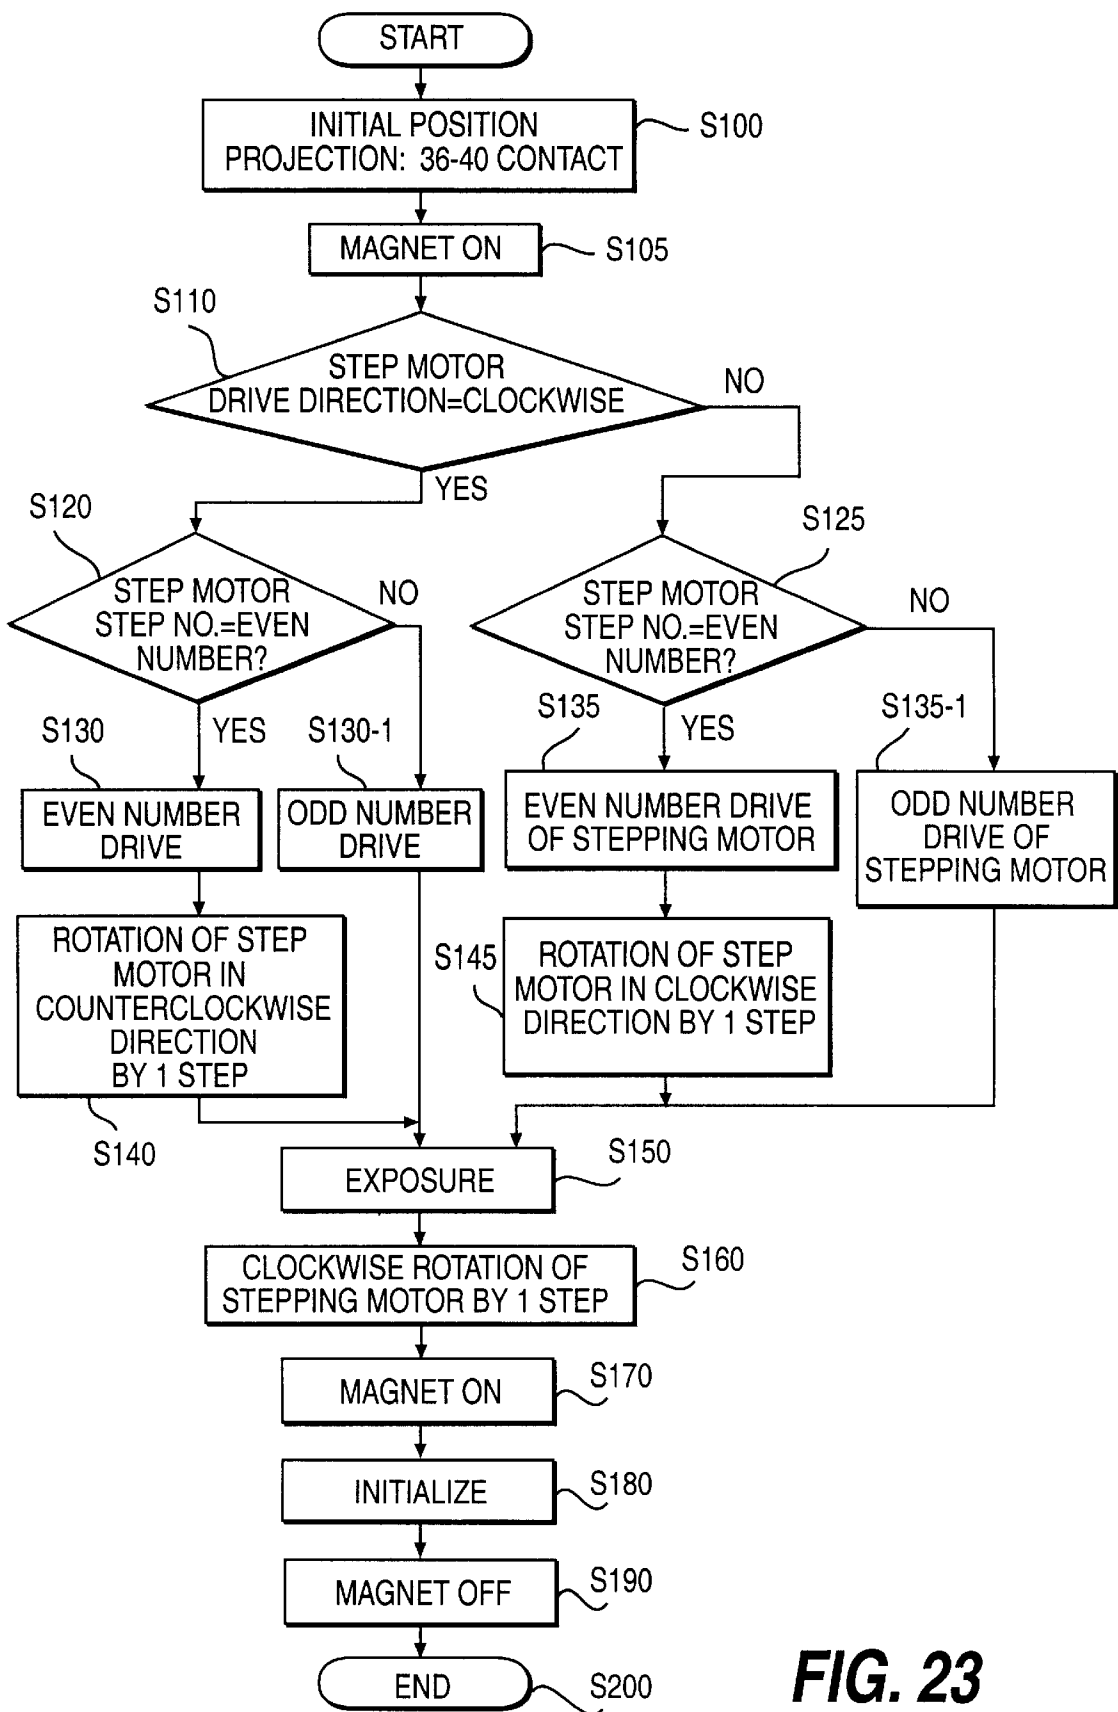 START
INITIAL POSITION
PROJECTION: 36-40 CONTACT
S100
MAGNET ON
S105
S110
STEP MOTOR
DRIVE DIRECTION=CLOCKWISE
NO
YES
S120
STEP MOTOR
STEP NO.=EVEN
NUMBER?
NO
YES
S125
STEP MOTOR
STEP NO.=EVEN
NUMBER?
NO
YES
S130
EVEN NUMBER
DRIVE
S130-1
ODD NUMBER
DRIVE
S135
EVEN NUMBER DRIVE
OF STEPPING MOTOR
S135-1
ODD NUMBER
DRIVE OF
STEPPING MOTOR
ROTATION OF STEP
MOTOR IN
COUNTERCLOCKWISE
DIRECTION
BY 1 STEP
S140
S145
ROTATION OF STEP
MOTOR IN CLOCKWISE
DIRECTION BY 1 STEP
EXPOSURE
S150
CLOCKWISE ROTATION OF
STEPPING MOTOR BY 1 STEP
S160
MAGNET ON
S170
INITIALIZE
S180
MAGNET OFF
S190
END
S200
FIG. 23